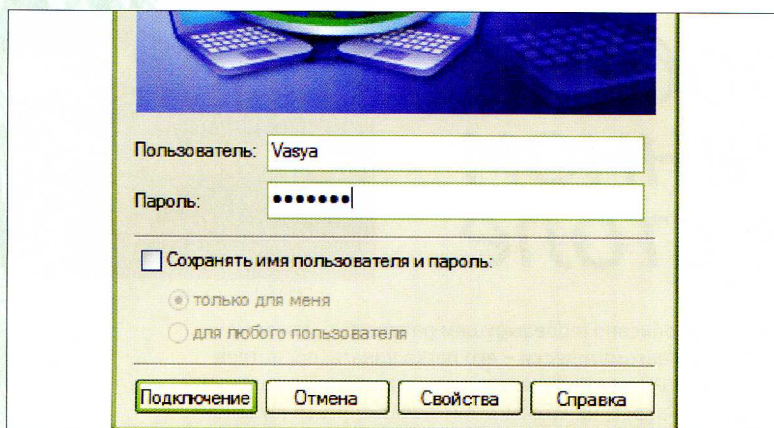 Пользователь: Vasya
Пароль: •••••••
Сохранять имя пользователя и пароль:
только для меня
для любого пользователя
Подключение Отмена Свойства Справка